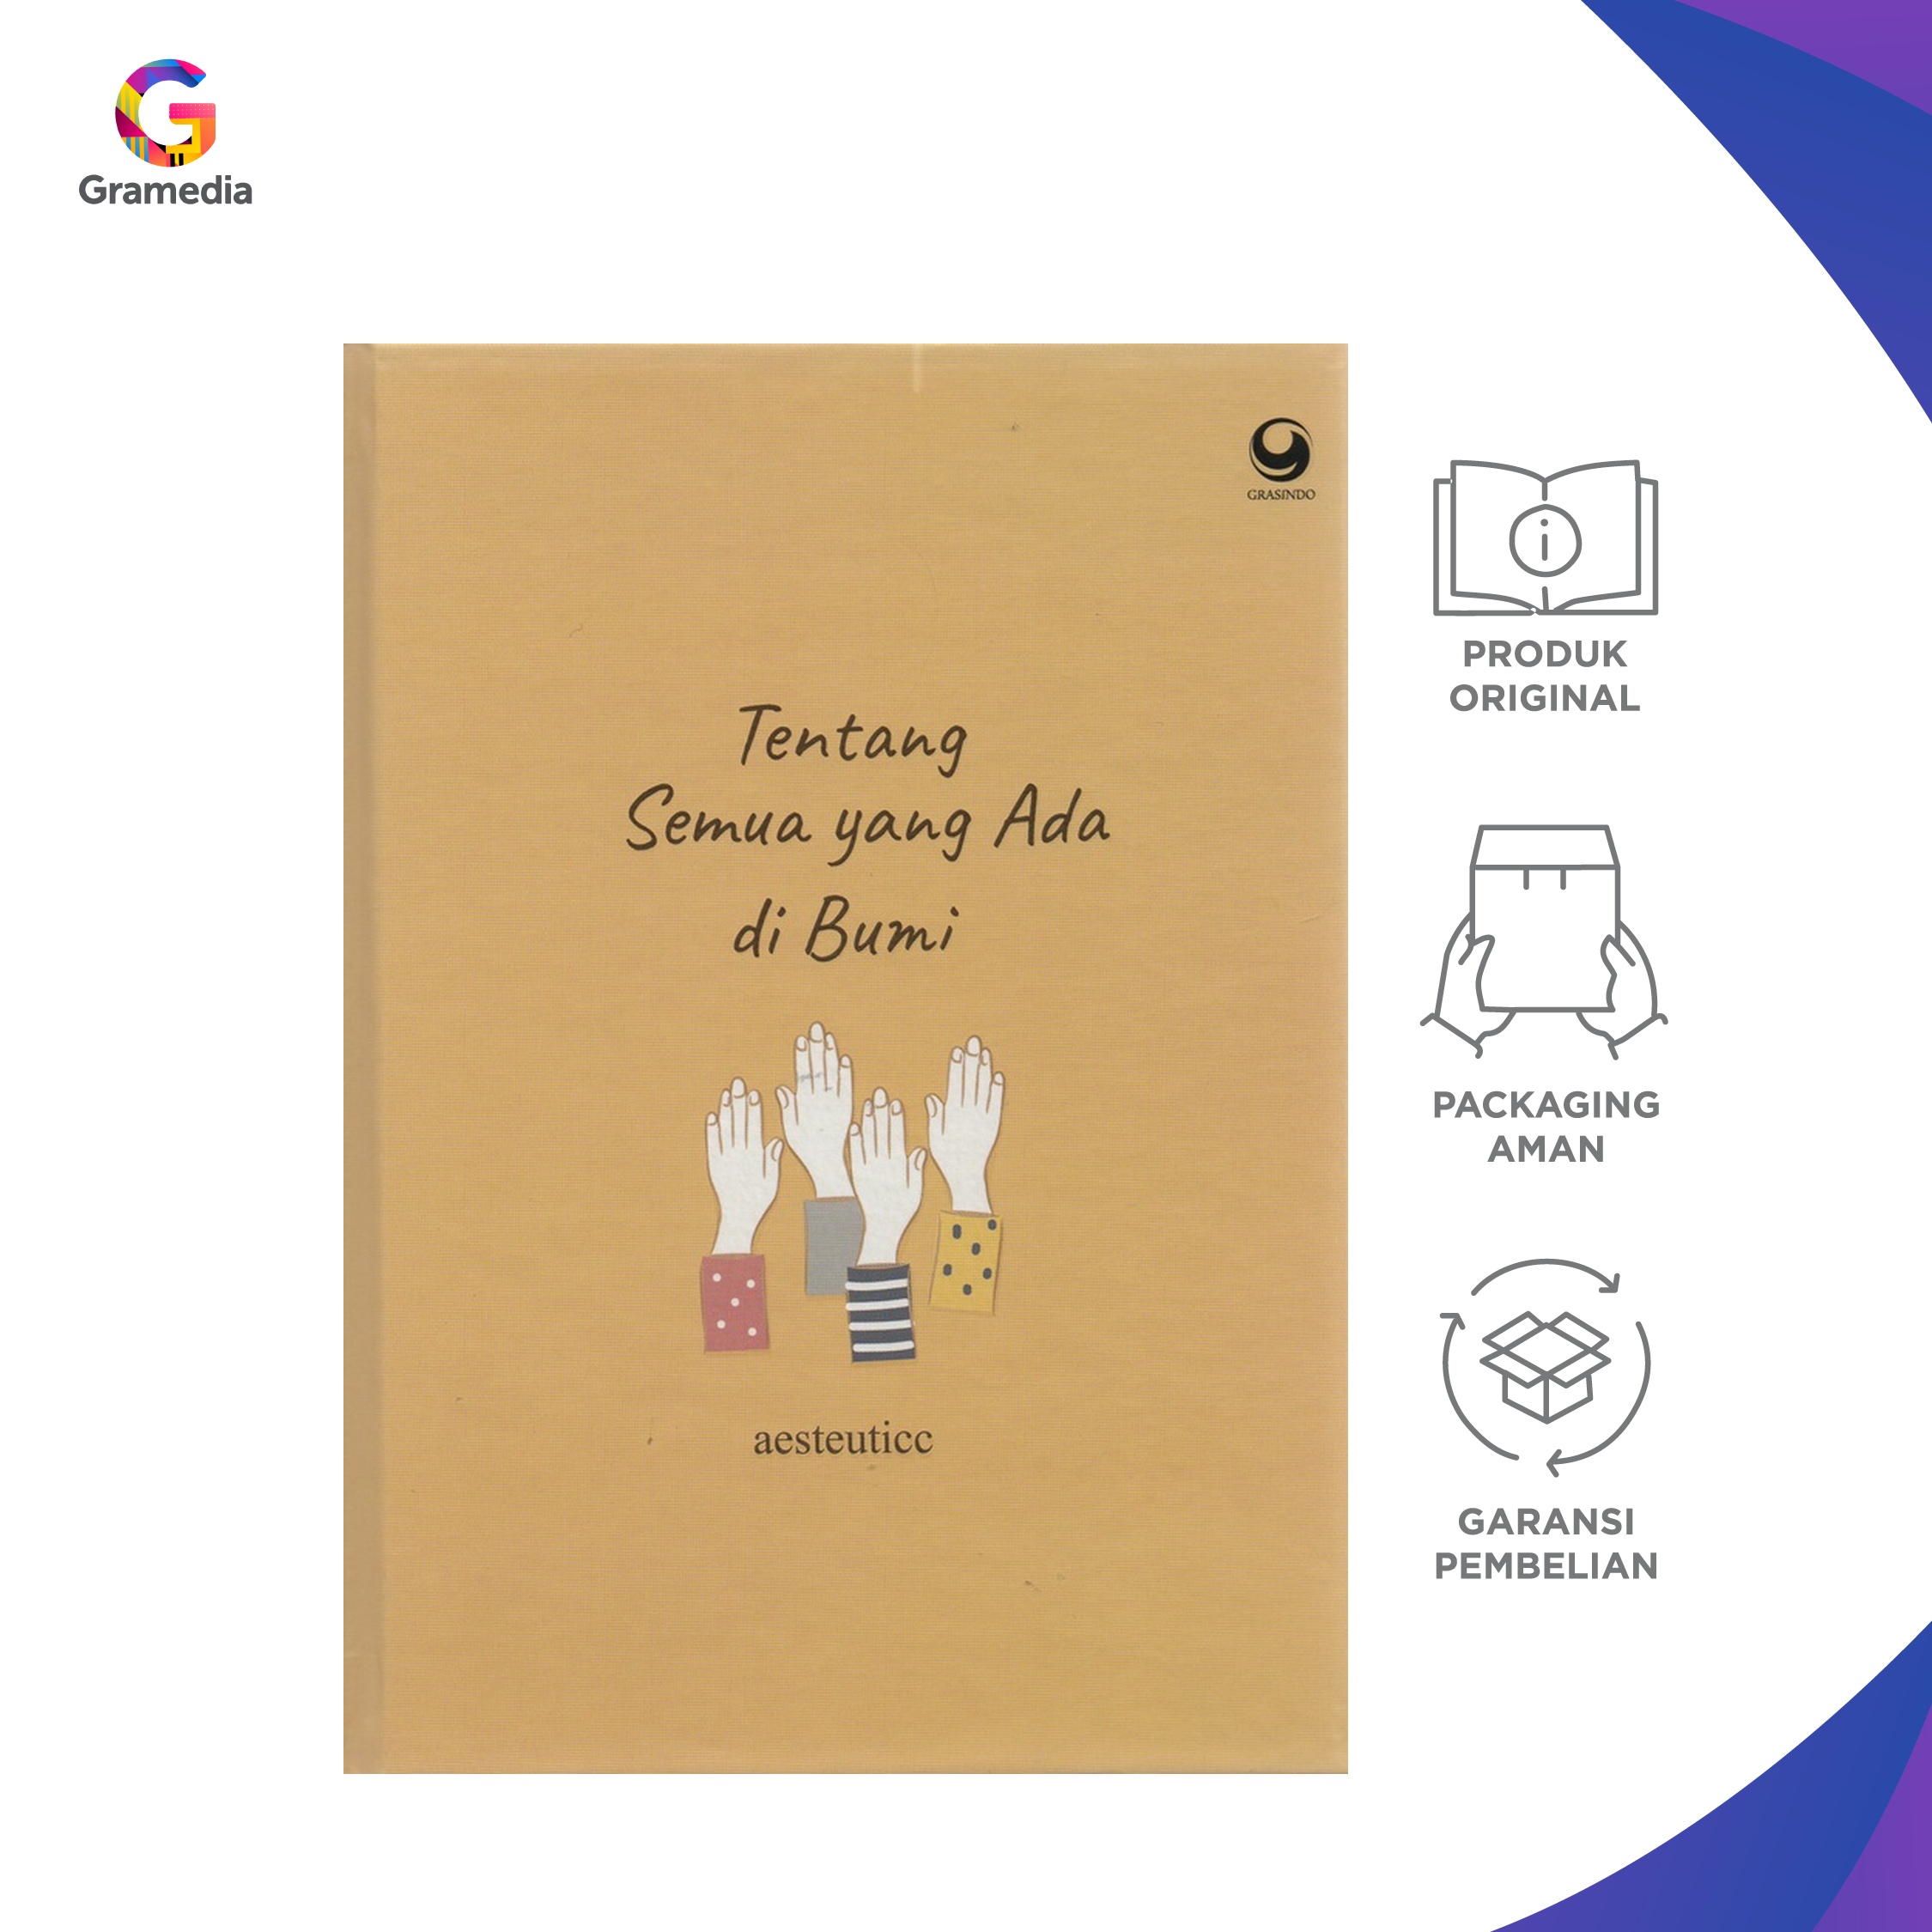 Gramedia
GRASINDO
Tentang
Semua yang Ada
di Bumi
aesteuticc
PRODUK
ORIGINAL
PACKAGING
AMAN
GARANSI
PEMBELIAN